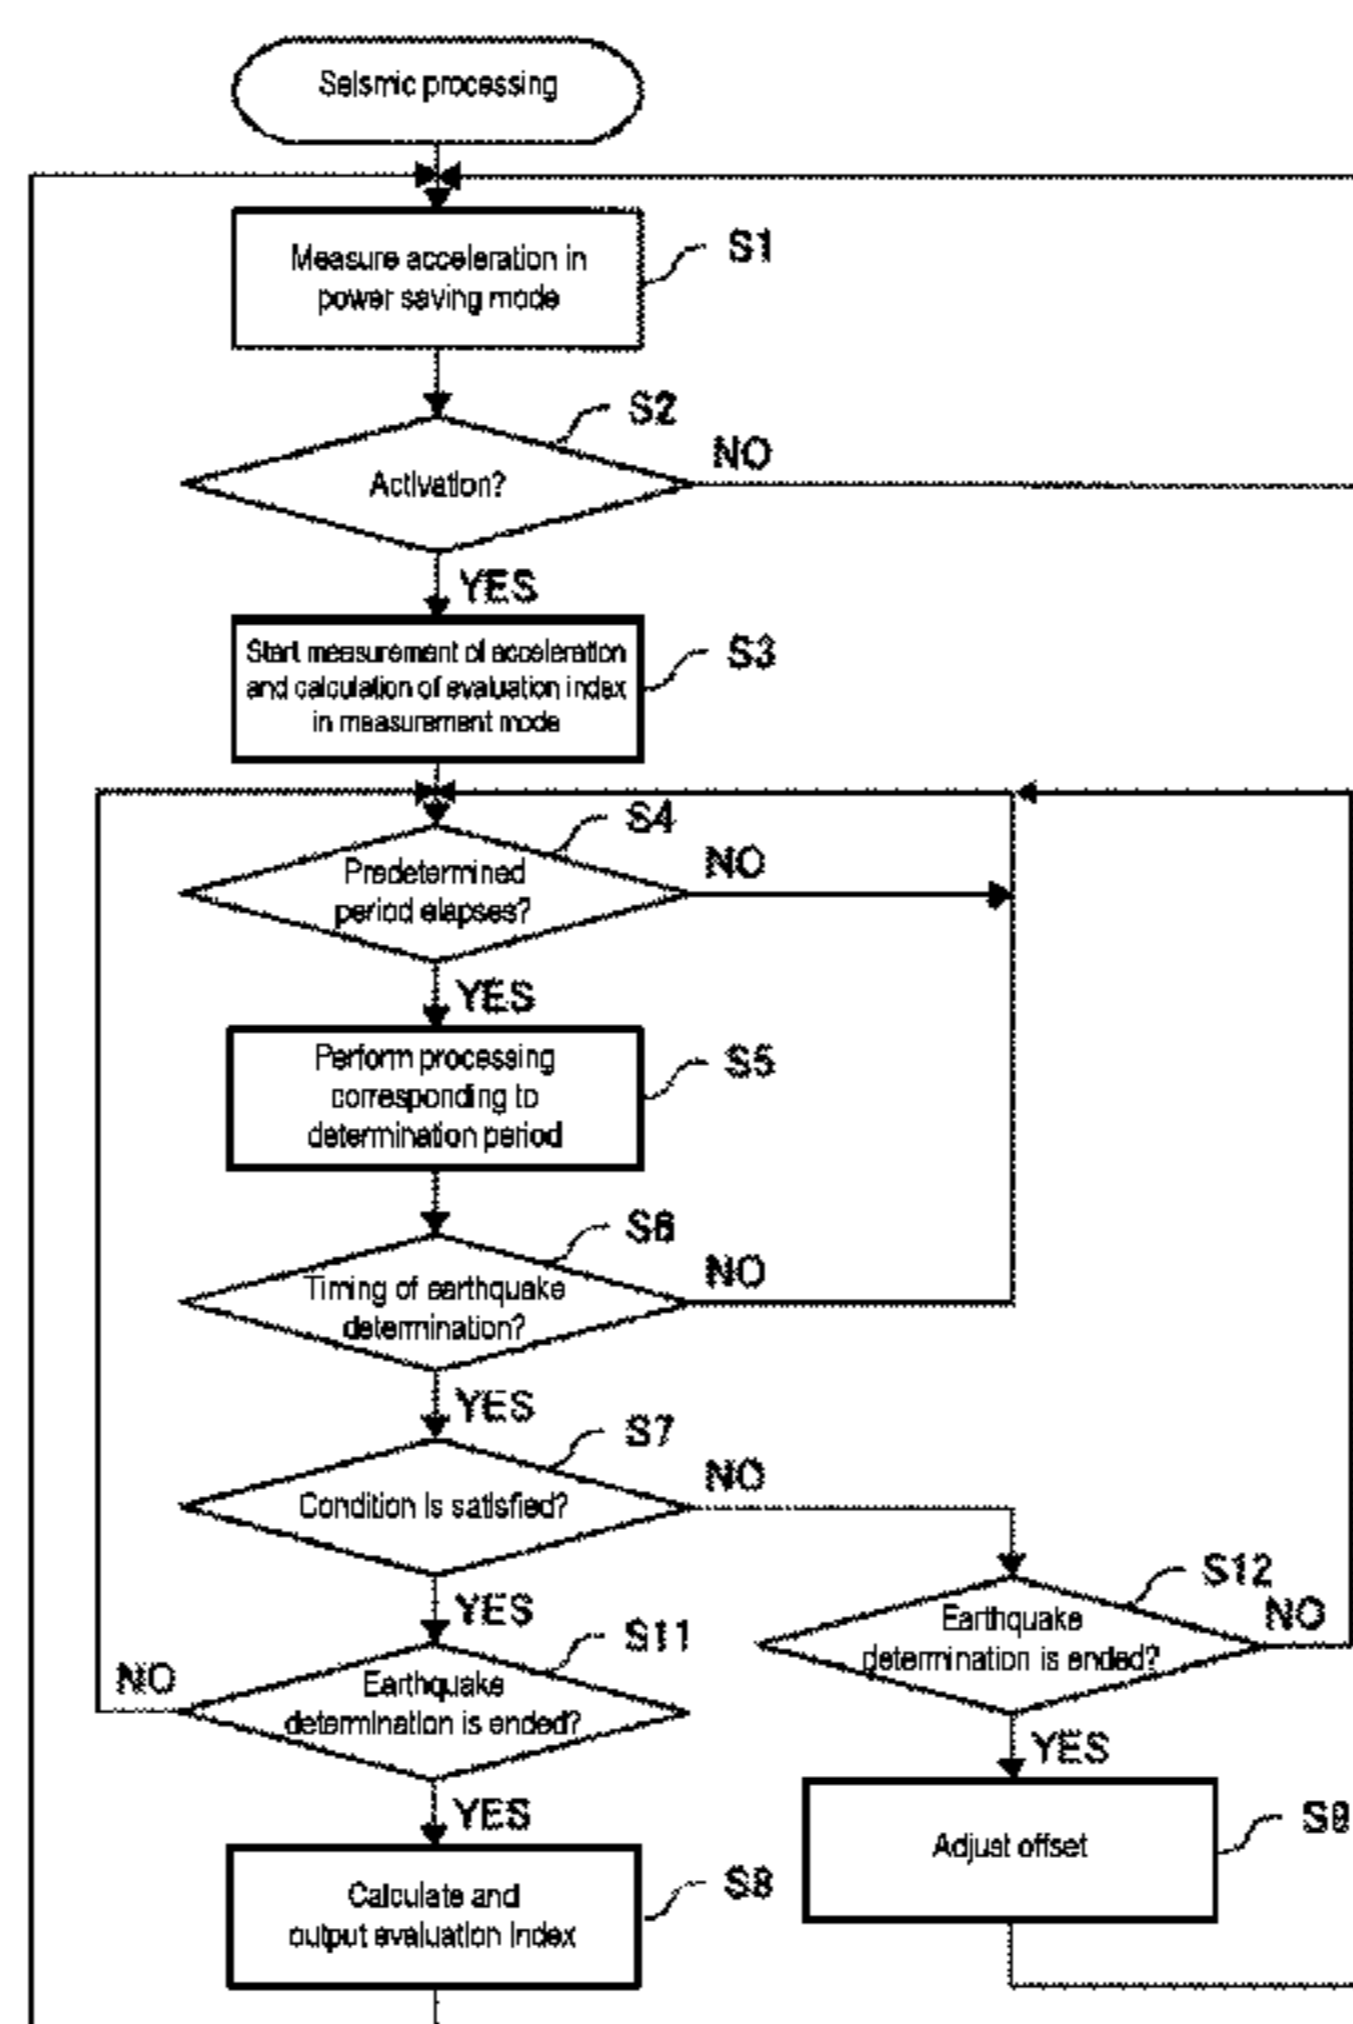 Seismic processing
Measure acceleration in
power saving mode
S1
S2
Activation?
NO
YES
Start measurement of acceleration
and calculation of evaluation index
in measurement mode
S3
S4
Predetermined
period elapses?
NO
YES
Perform processing
corresponding to
determination period
S5
S6
Timing of earthquake
determination?
NO
YES
S7
Condition is satisfied?
NO
YES
S11
Earthquake
determination is ended?
NO
YES
S12
Earthquake
determination is ended?
NO
YES
Calculate and
output evaluation index
S8
Adjust offset
S9